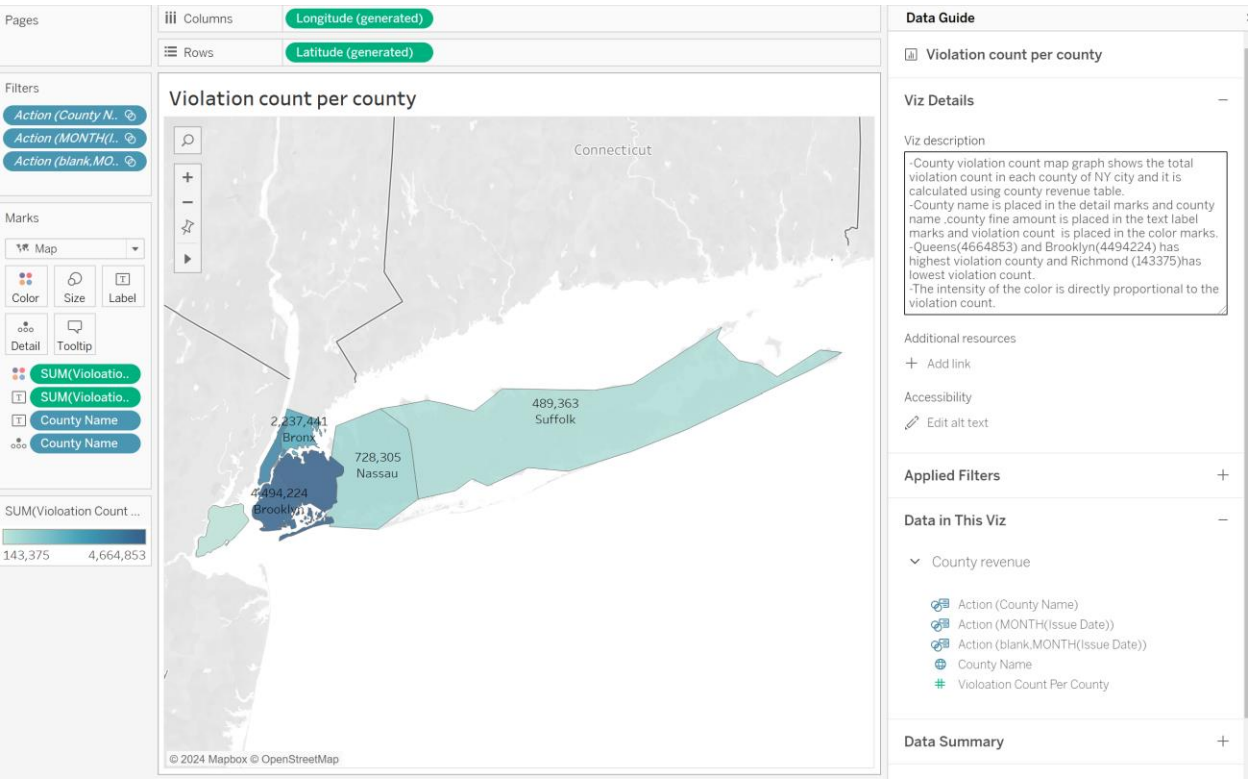 Pages
Filters
Action (County N..
Action (MONTH(I..
Action (blank,MO..
Marks
Map
Color
Size
Label
Detail
Tooltip
SUM(Violoatio..
SUM(Violoatio..
County Name
County Name
SUM(Violoation Count ...
143,375 4,664,853
Columns
Longitude (generated)
Rows
Latitude (generated)
Violation count per county
Connecticut
489,363
Suffolk
2,237,441
Bronx
728,305
Nassau
4,494,224
Brooklyn
© 2024 Mapbox © OpenStreetMap
Data Guide
Violation count per county
Viz Details
Viz description
-County violation count map graph shows the total
violation count in each county of NY city and it is
calculated using county revenue table.
-County name is placed in the detail marks and county
name ,county fine amount is placed in the text label
marks and violation count is placed in the color marks.
-Queens(4664853) and Brooklyn(4494224) has
highest violation county and Richmond (143375)has
lowest violation count.
-The intensity of the color is directly proportional to the
violation count.
Additional resources
Add link
Accessibility
Edit alt text
Applied Filters
Data in This Viz
County revenue
Action (County Name)
Action (MONTH(Issue Date))
Action (blank,MONTH(Issue Date))
County Name
Violoation Count Per County
Data Summary